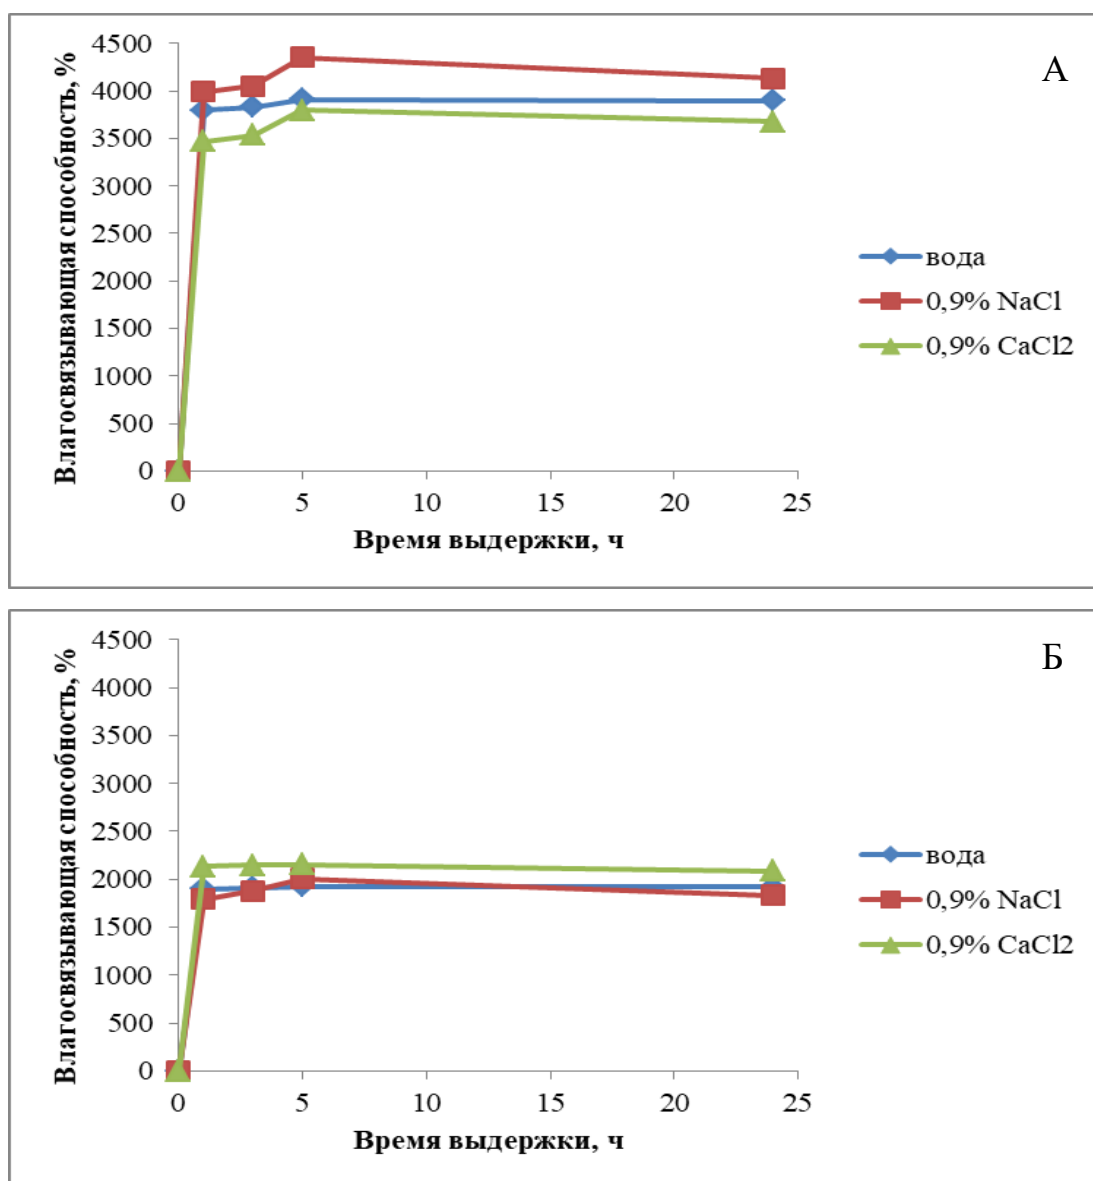 А
Влагосвязывающая способность, %
4500
4000
3500
3000
2500
2000
1500
1000
500
0
0 5 10 15 20 25
Время выдержки, ч
вода
0,9% NaCl
0,9% CaCl2
Б
Влагосвязывающая способность, %
4500
4000
3500
3000
2500
2000
1500
1000
500
0
0 5 10 15 20 25
Время выдержки, ч
вода
0,9% NaCl
0,9% CaCl2